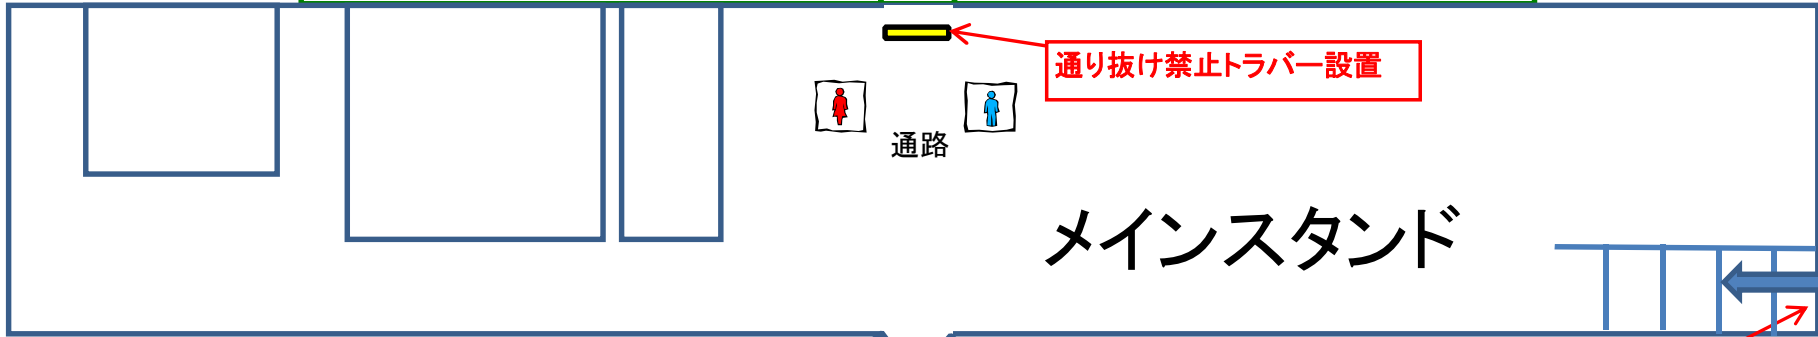 通り抜け禁止トラバー設置
通路
メインスタンド